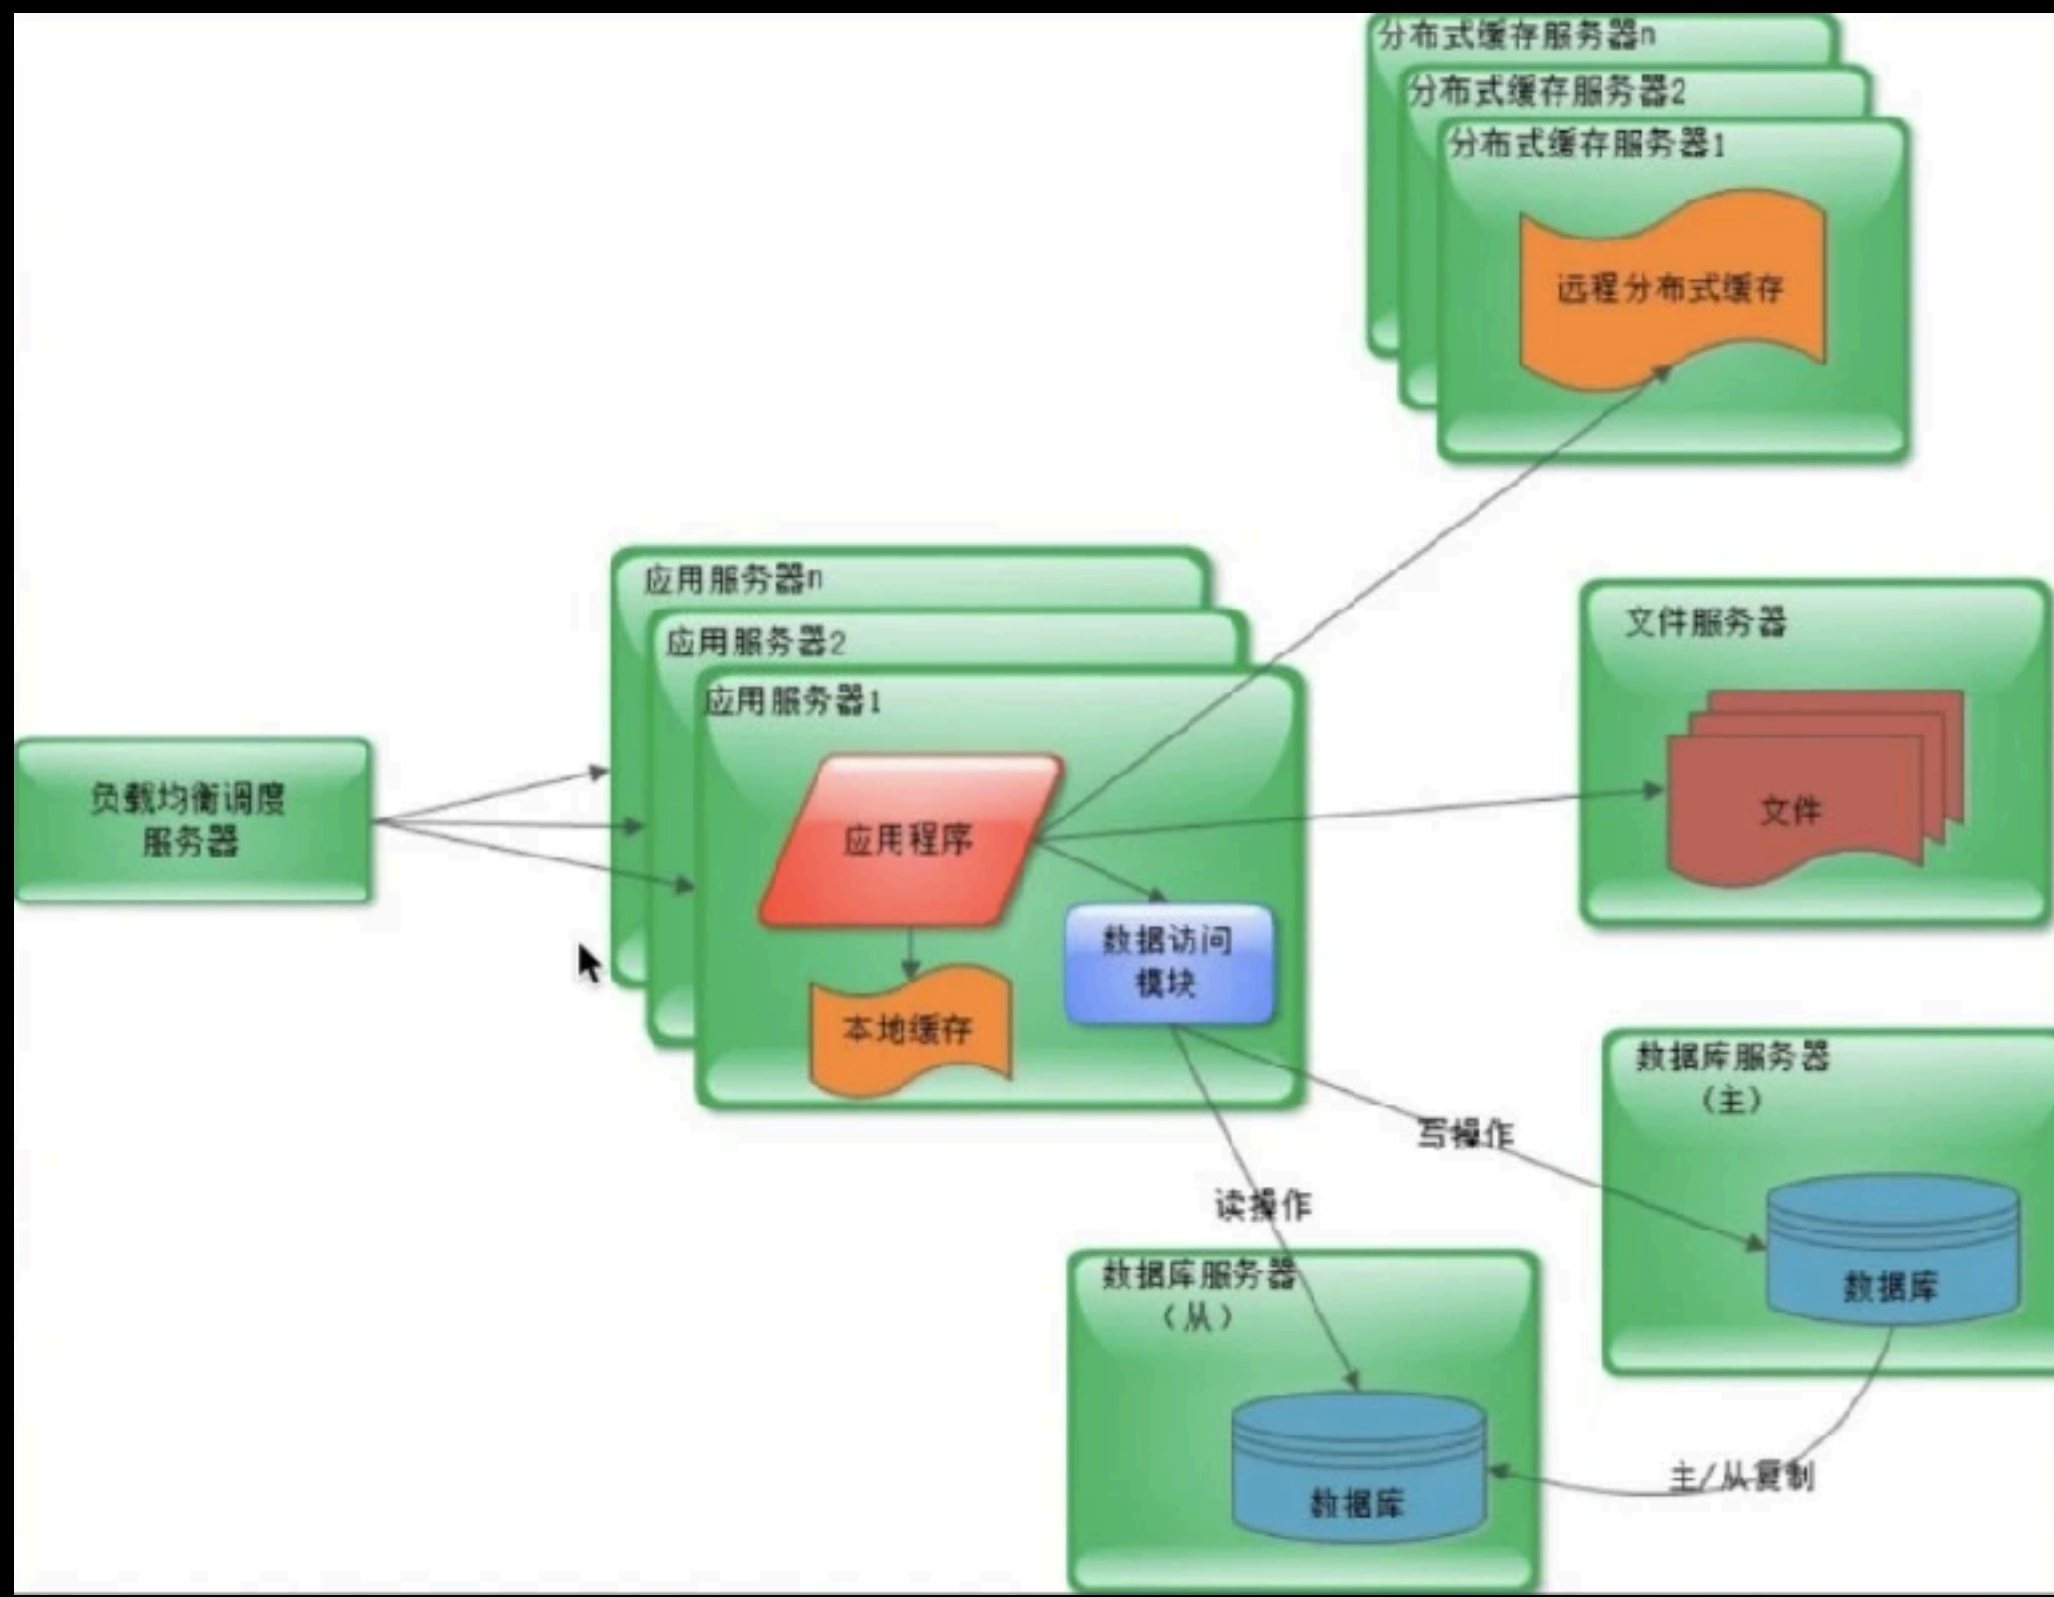 分布式缓存服务器n
分布式缓存服务器2
分布式缓存服务器1
远程分布式缓存
应用服务器n
应用服务器2
应用服务器1
文件服务器
负载均衡调度
服务器
应用程序
文件
数据访问
模块
本地缓存
数据库服务器
（主）
写操作
读操作
数据库服务器
（从）
数据库
主/从复制
数据库